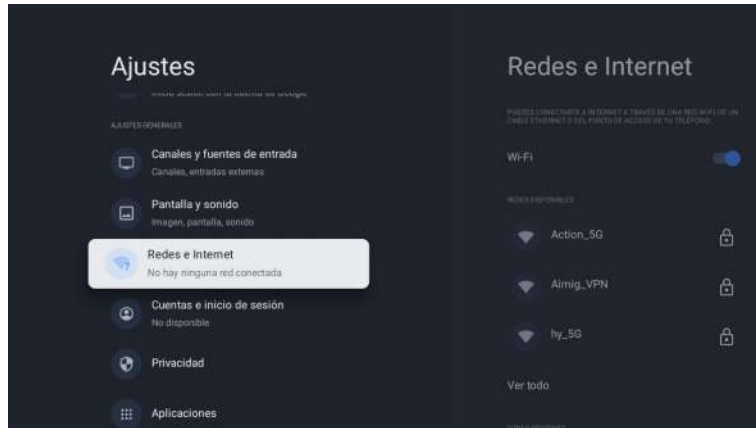 Ajustes
AJUSTES GENERALES
Canales y fuentes de entrada
Canales, entradas externas
Pantalla y sonido
Imagen, pantalla, sonido
Redes e Internet
No hay ninguna red conectada
Cuentas e inicio de sesión
No disponible
Privacidad
Aplicaciones
Redes e Internet
PUEDES CONECTARTE A INTERNET A TRAVÉS DE UNA RED WI-FI, DE UN
CABLE ETHERNET O DEL PUNTO DE ACCESO DE TU TELÉFONO.
Wi-Fi
REDES DISPONIBLES
Action_5G
Aimig_VPN
hy_5G
Ver todo